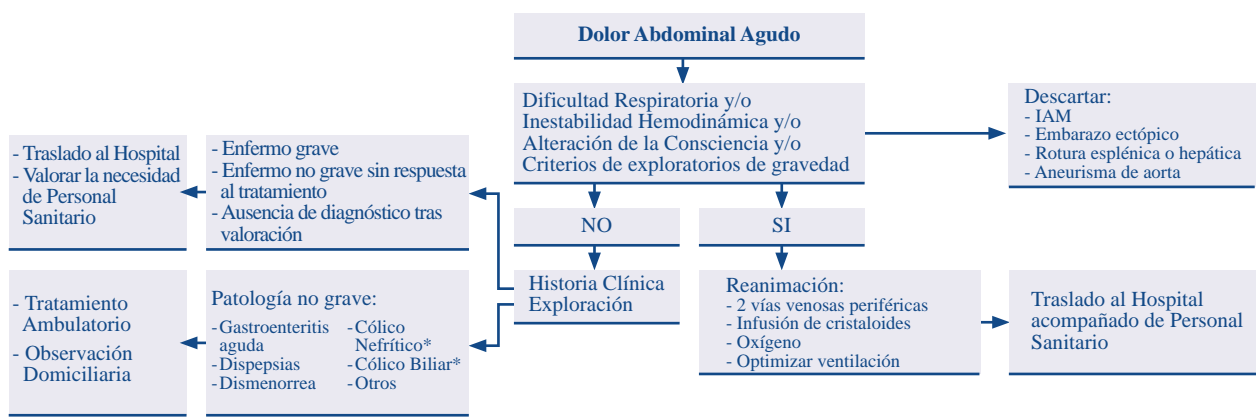 Dolor Abdominal Agudo
Dificultad Respiratoria y/o
Inestabilidad Hemodinámica y/o
Alteración de la Consciencia y/o
Criterios de exploratorios de gravedad
Descartar:
- IAM
- Embarazo ectópico
- Rotura esplénica o hepática
- Aneurisma de aorta
- Traslado al Hospital
- Valorar la necesidad
de Personal
Sanitario
- Enfermo grave
- Enfermo no grave sin respuesta
al tratamiento
- Ausencia de diagnóstico tras
valoración
NO
SI
- Tratamiento
Ambulatorio
- Observación
Domiciliaria
Patología no grave:
- Gastroenteritis
aguda
- Dispepsias
- Dismenorrea
- Cólico
Nefrítico*
- Cólico Biliar*
- Otros
Historia Clínica
Exploración
Reanimación:
- 2 vías venosas periféricas
- Infusión de cristaloides
- Oxígeno
- Optimizar ventilación
Traslado al Hospital
acompañado de Personal
Sanitario